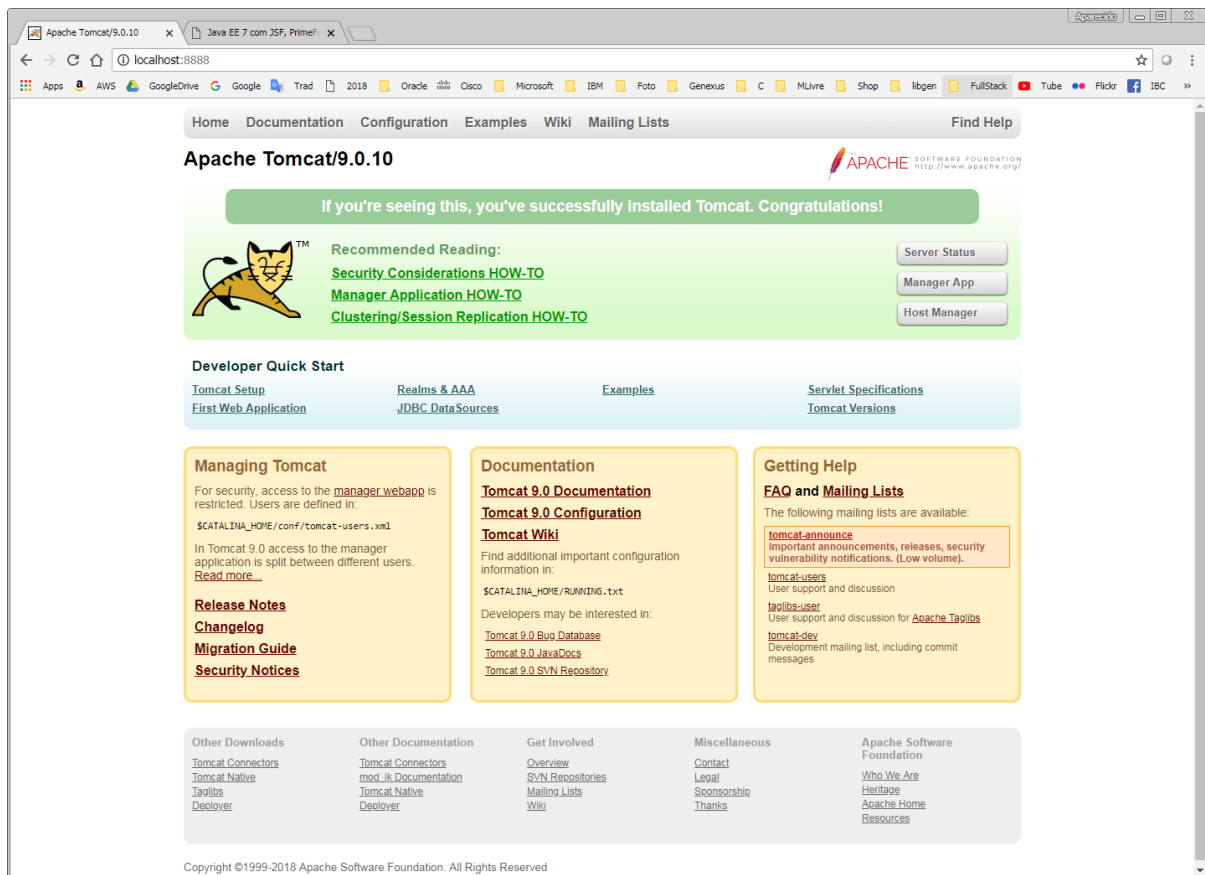 Aparecido
Apache Tomcat/9.0.10
Java EE 7 com JSF, PrimeF
localhost:8888
Apps AWS GoogleDrive Google Trad 2018 Oracle Cisco Microsoft IBM Foto Genexus C MLivre Shop libgen FullStack Tube Flickr IBC »
Home Documentation Configuration Examples Wiki Mailing Lists Find Help
Apache Tomcat/9.0.10
THE
APACHE SOFTWARE FOUNDATION
http://www.apache.org/
If you're seeing this, you've successfully installed Tomcat. Congratulations!
TM
Recommended Reading:
Security Considerations HOW-TO
Manager Application HOW-TO
Clustering/Session Replication HOW-TO
Server Status
Manager App
Host Manager
Developer Quick Start
Tomcat Setup
First Web Application
Realms & AAA
JDBC DataSources
Examples
Servlet Specifications
Tomcat Versions
Managing Tomcat
For security, access to the manager webapp is
restricted. Users are defined in:
$CATALINA_HOME/conf/tomcat-users.xml
In Tomcat 9.0 access to the manager
application is split between different users.
Read more...
Release Notes
Changelog
Migration Guide
Security Notices
Documentation
Tomcat 9.0 Documentation
Tomcat 9.0 Configuration
Tomcat Wiki
Find additional important configuration
information in:
$CATALINA_HOME/RUNNING.txt
Developers may be interested in:
Tomcat 9.0 Bug Database
Tomcat 9.0 JavaDocs
Tomcat 9.0 SVN Repository
Getting Help
FAQ and Mailing Lists
The following mailing lists are available:
tomcat-announce
Important announcements, releases, security
vulnerability notifications. (Low volume).
tomcat-users
User support and discussion
taglibs-user
User support and discussion for Apache Taglibs
tomcat-dev
Development mailing list, including commit
messages
Other Downloads
Tomcat Connectors
Tomcat Native
Taglibs
Deployer
Other Documentation
Tomcat Connectors
mod_jk Documentation
Tomcat Native
Deployer
Get Involved
Overview
SVN Repositories
Mailing Lists
Wiki
Miscellaneous
Contact
Legal
Sponsorship
Thanks
Apache Software
Foundation
Who We Are
Heritage
Apache Home
Resources
Copyright ©1999-2018 Apache Software Foundation. All Rights Reserved